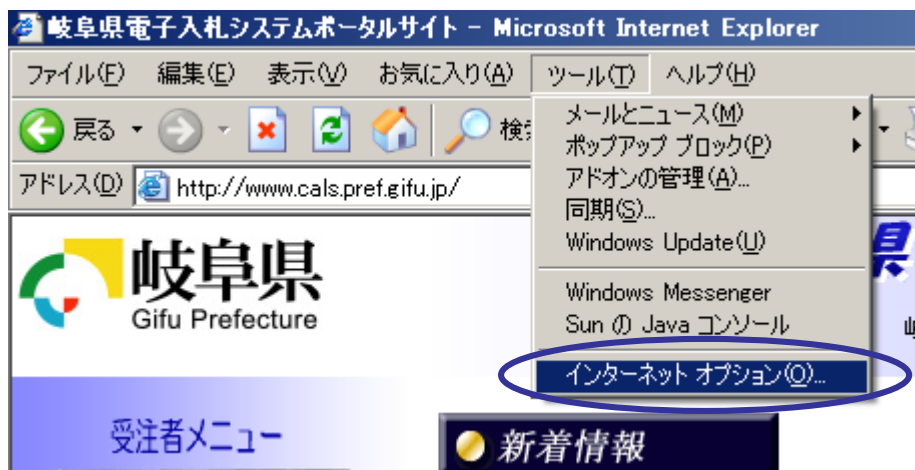 岐阜県電子入札システムポータルサイト - Microsoft Internet Explorer
ファイル(F) 編集(E) 表示(V) お気に入り(A) ツール(T) ヘルプ(H)
戻る
アドレス(D) http://www.cals.pref.gifu.jp/
メールとニュース(M)
ポップアップ ブロック(P)
アドオンの管理(A)...
同期(S)...
Windows Update(U)
Windows Messenger
Sun の Java コンソール
インターネット オプション(O)...
岐阜県
Gifu Prefecture
県
受注者メニュー
新着情報